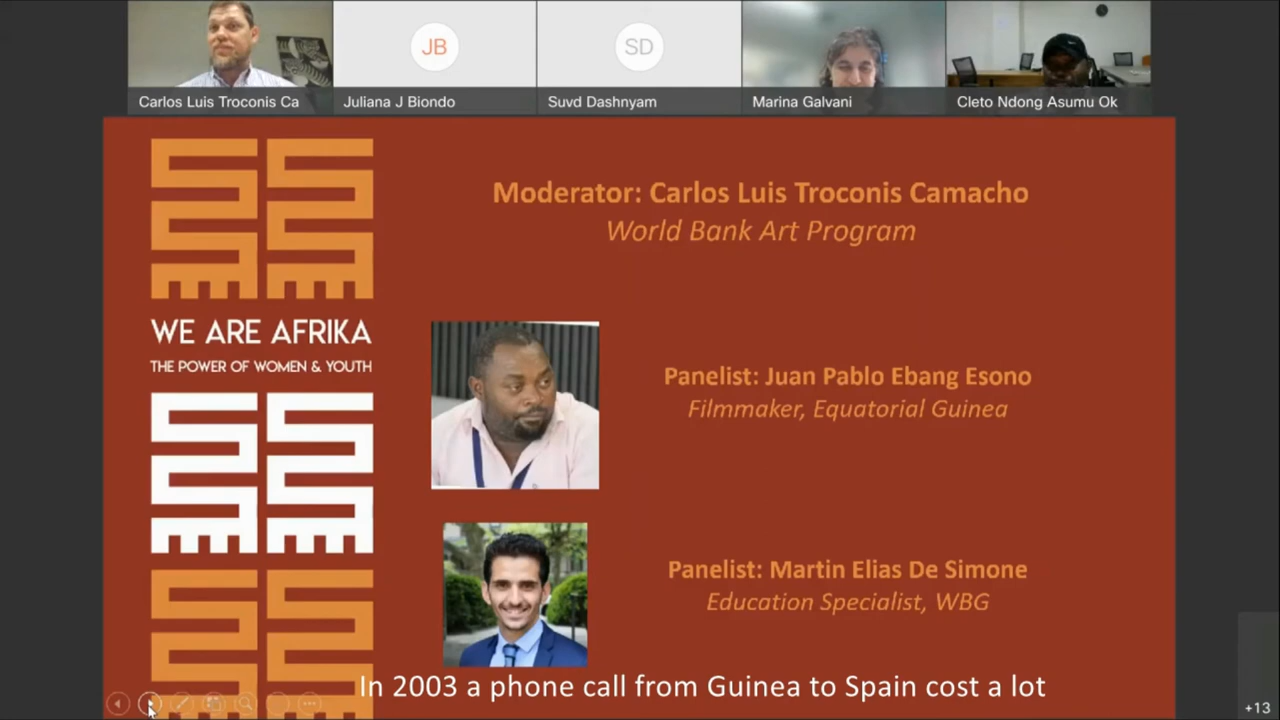 JB
SD
Carlos Luis Troconis Ca
Juliana J Biondo
Suvd Dashnyam
Marina Galvani
Cleto Ndong Asumu Ok
Moderator: Carlos Luis Troconis Camacho
World Bank Art Program
WE ARE AFRIKA
THE POWER OF WOMEN & YOUTH
Panelist: Juan Pablo Ebang Esono
Filmmaker, Equatorial Guinea
Panelist: Martin Elias De Simone
Education Specialist, WBG
In 2003 a phone call from Guinea to Spain cost a lot
+13